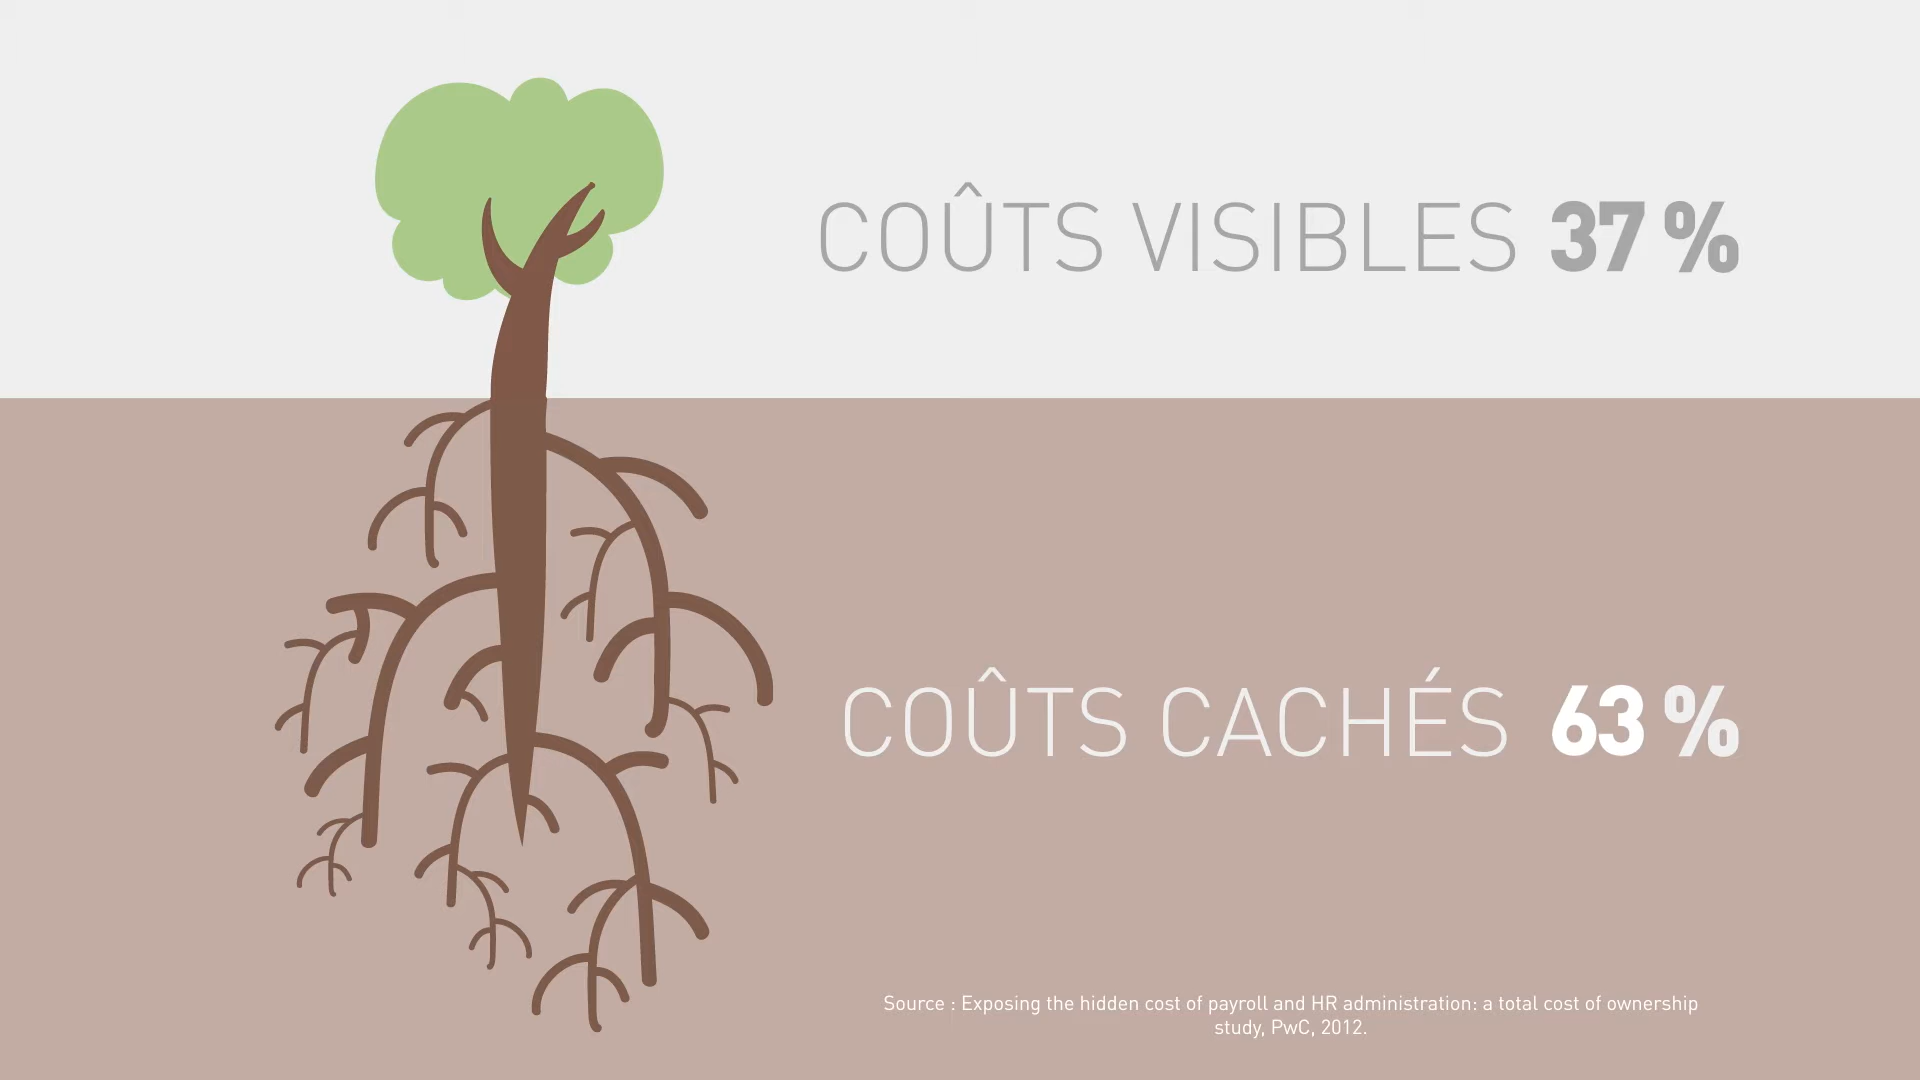 COÛTS VISIBLES 37 %
COÛTS CACHÉS 63 %
Source : Exposing the hidden cost of payroll and HR administration: a total cost of ownership
study, PwC, 2012.